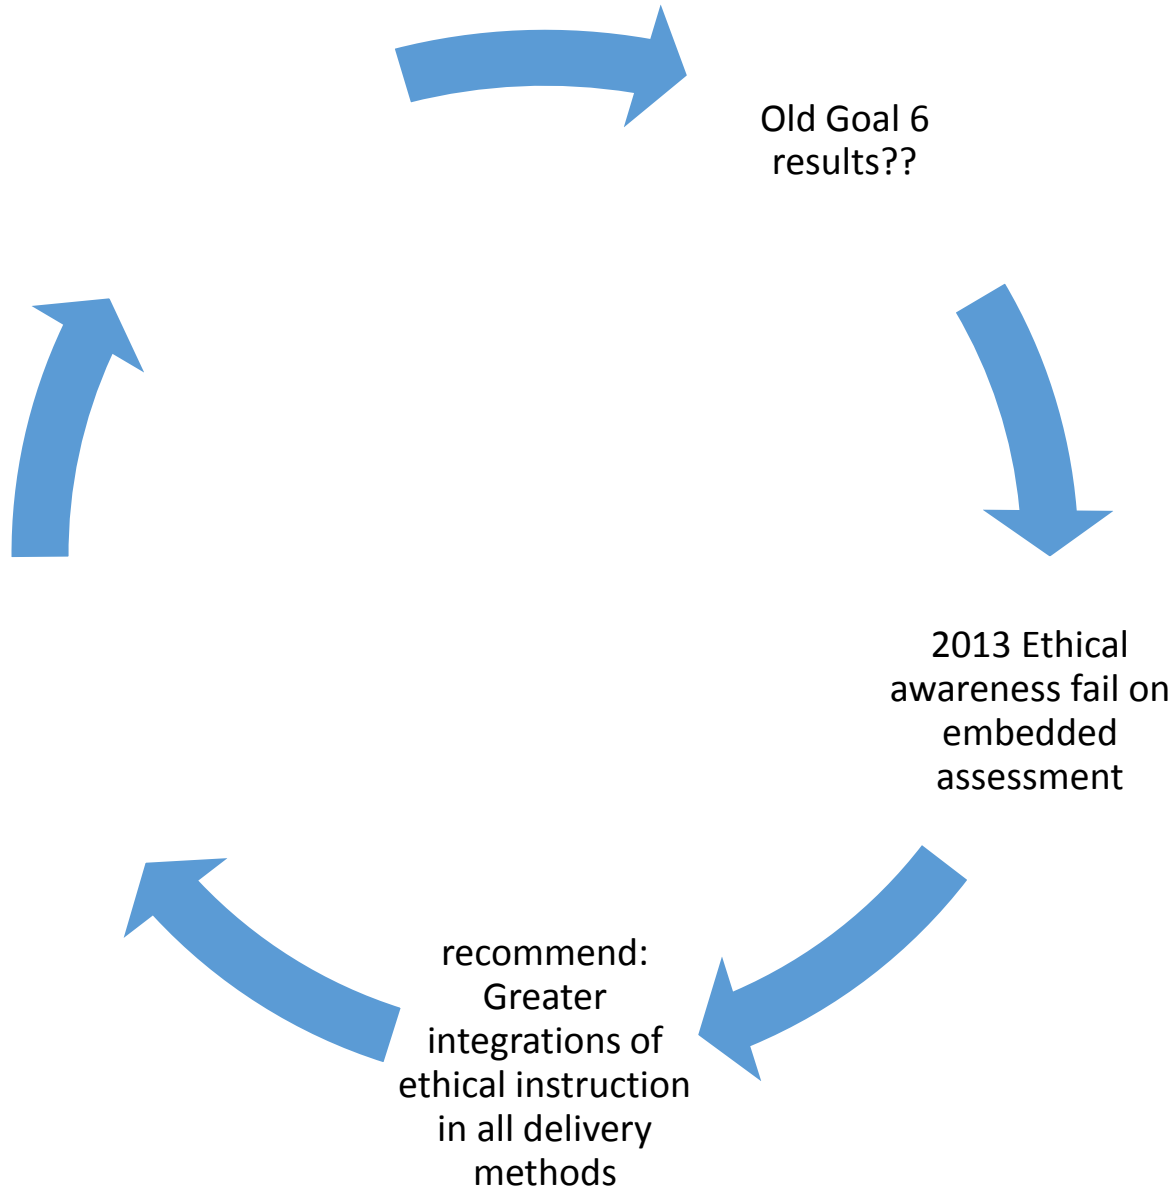 Old Goal 6
results??
2013 Ethical
awareness fail on
embedded
assessment
recommend:
Greater
integrations of
ethical instruction
in all delivery
methods